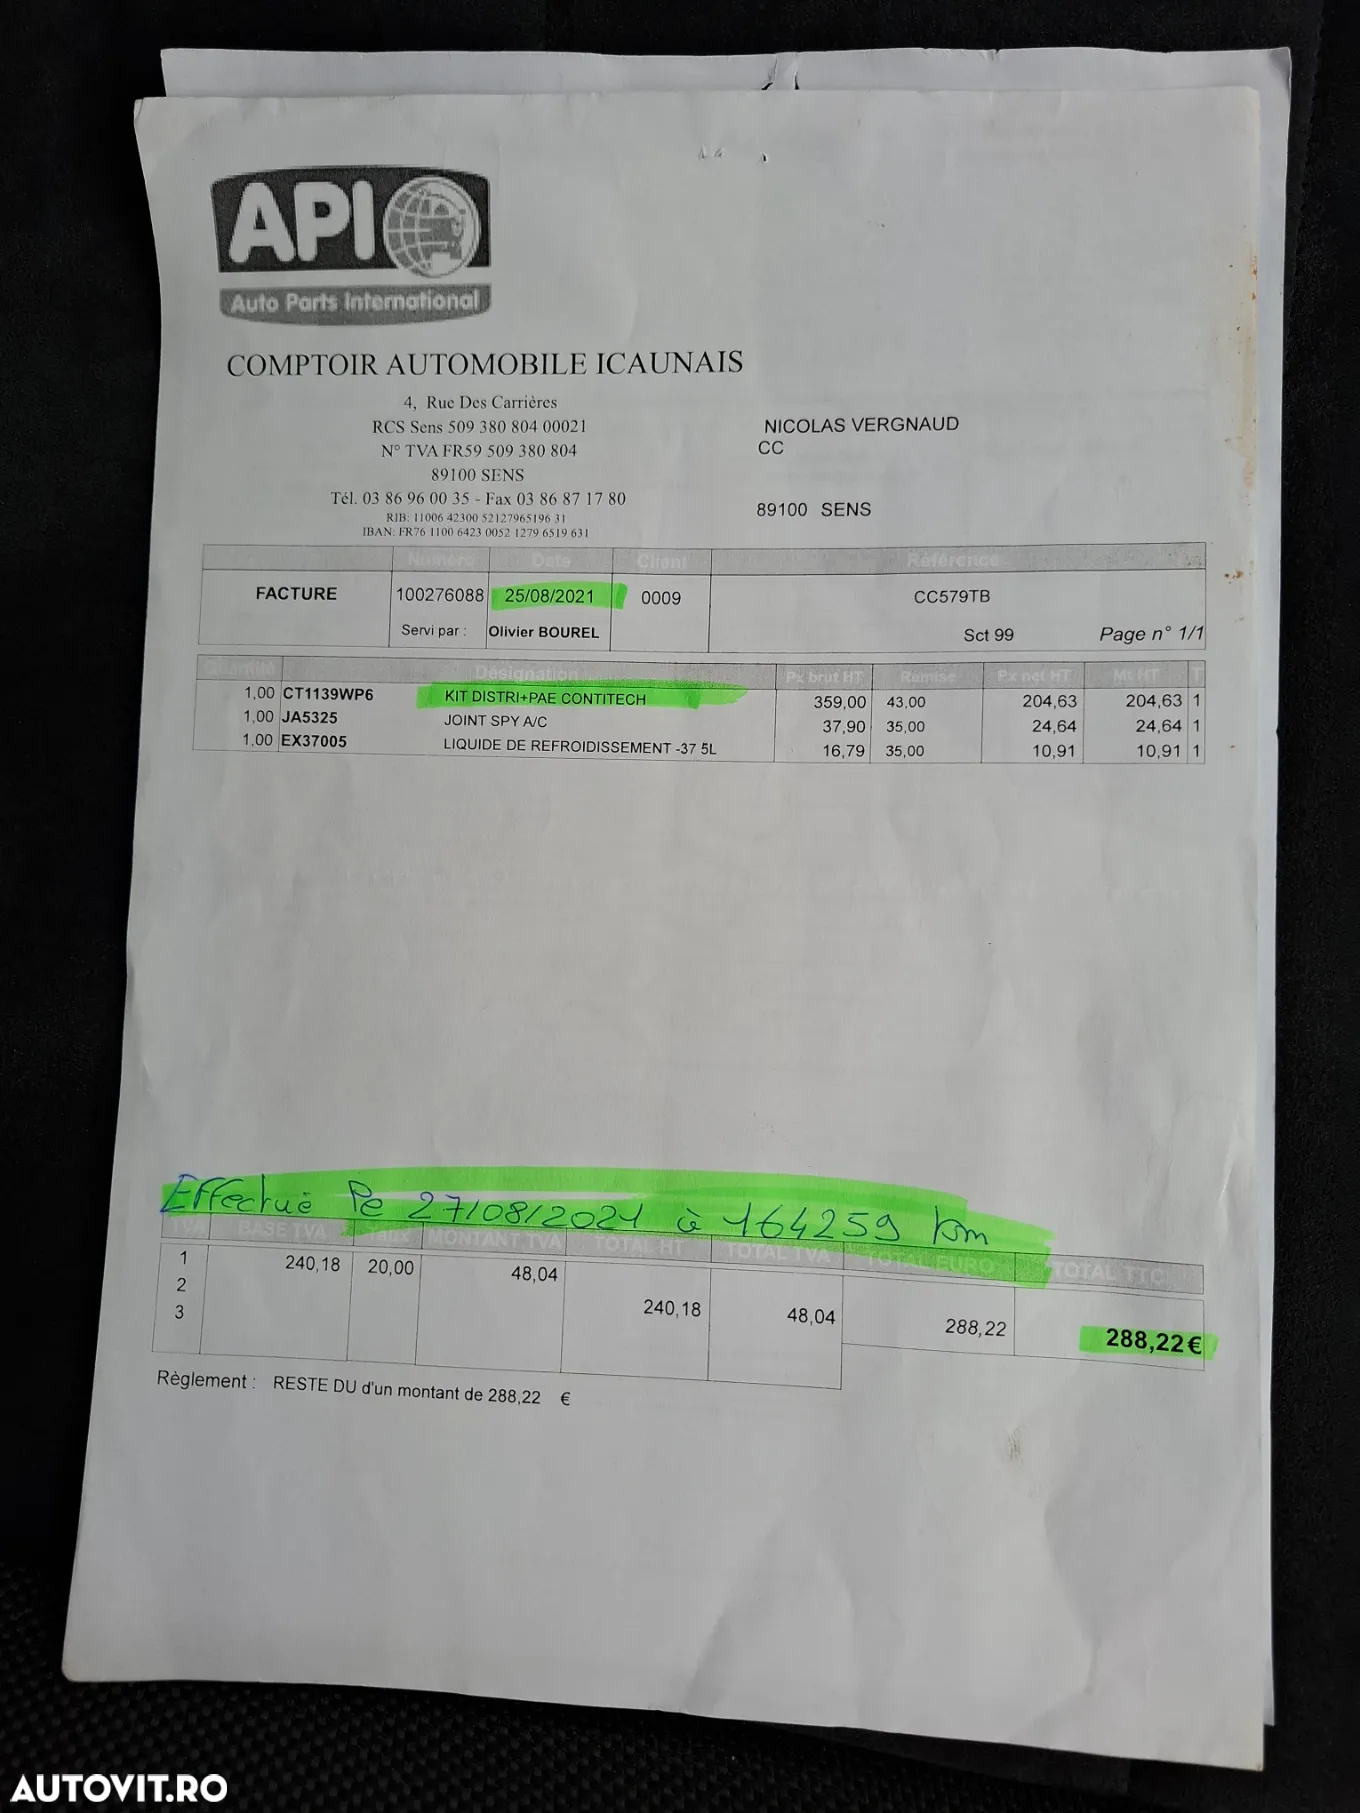 API
Auto Parts International
COMPTOIR AUTOMOBILE ICAUNAIS
4, Rue Des Carrières
RCS Sens 509 380 804 00021
N° TVA FR59 509 380 804
89100 SENS
Tél. 03 86 96 00 35 - Fax 03 86 87 17 80
RIB: 11006 42300 52127965196 31
IBAN: FR76 1100 6423 0052 1279 6519 631
NICOLAS VERGNAUD
CC
89100 SENS
Numéro Date Client Référence
FACTURE 100276088 25/08/2021 0009 CC579TB
Servi par : Olivier BOUREL Sct 99 Page n° 1/1
Quantité Désignation Px brut HT Remise Px net HT Mt HT T
1,00 CT1139WP6 KIT DISTRI+PAE CONTITECH 359,00 43,00 204,63 204,63 1
1,00 JA5325 JOINT SPY A/C 37,90 35,00 24,64 24,64 1
1,00 EX37005 LIQUIDE DE REFROIDISSEMENT -37 5L 16,79 35,00 10,91 10,91 1
Effectué Pe 27/08/2021 à 164259 km
TVA BASE TVA Taux MONTANT TVA TOTAL HT TOTAL TVA TOTAL EURO TOTAL TTC
1 240,18 20,00 48,04
2
3
240,18 48,04 288,22 288,22€
Règlement : RESTE DU d'un montant de 288,22 €
AUTOVIT.RO